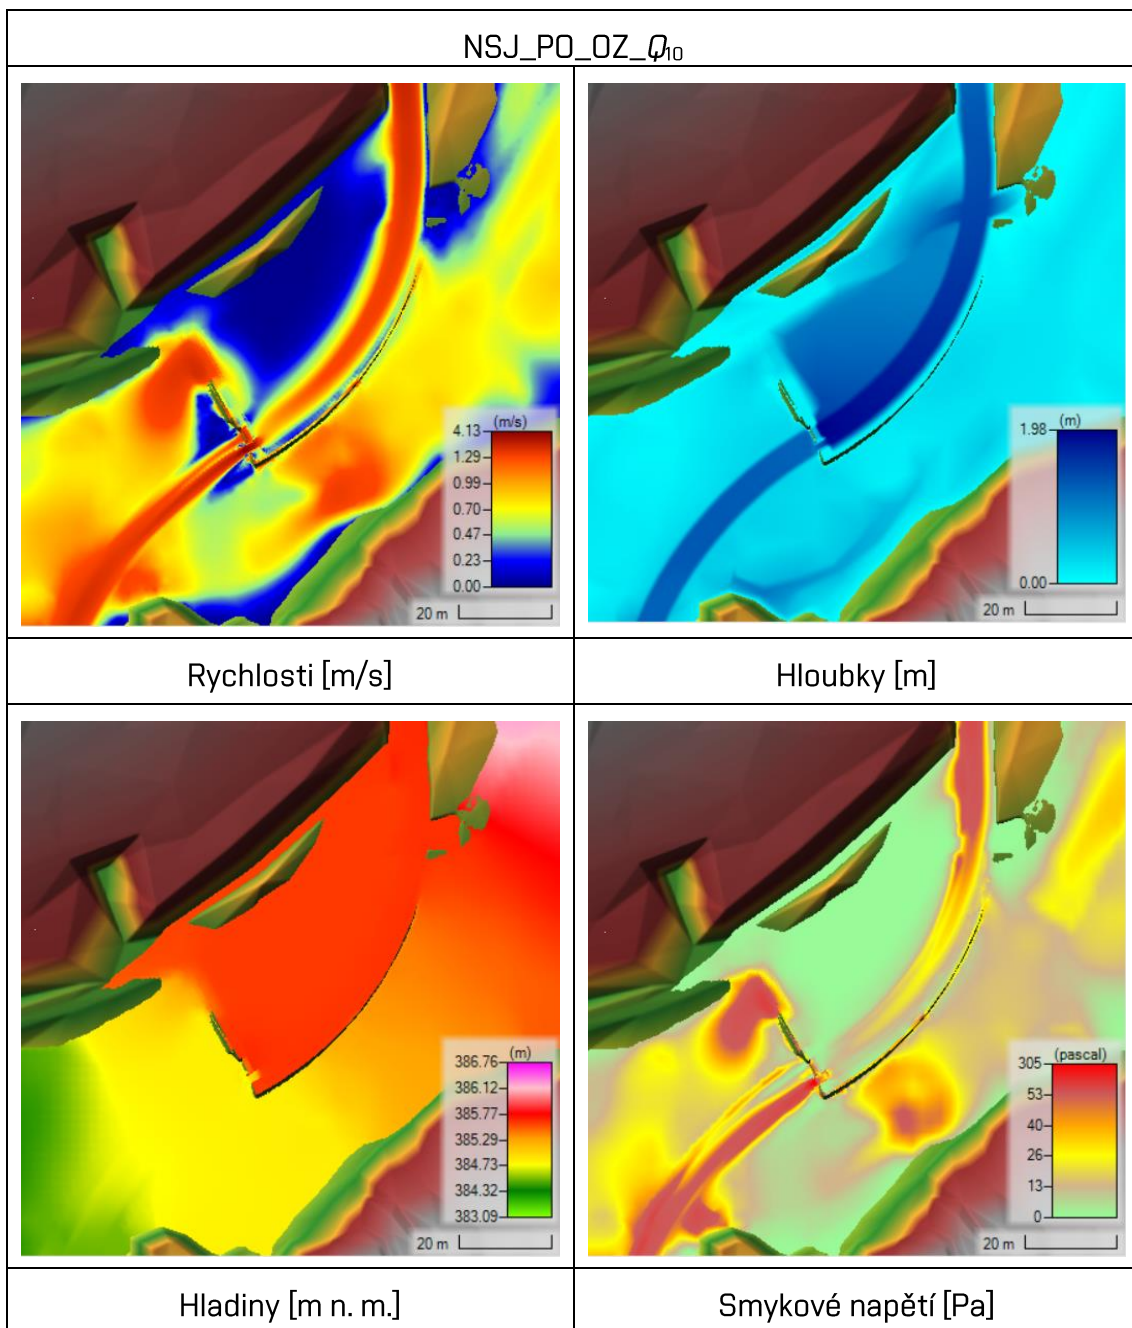 NSJ_PO_OZ_Q10
(m/s)
4.13
1.29
0.99
0.70
0.47
0.23
0.00
20 m
(m)
1.98
0.00
20 m
Rychlosti [m/s]
Hloubky [m]
(m)
386.76
386.12
385.77
385.29
384.73
384.32
383.09
20 m
(pascal)
305
53
40
26
13
0
20 m
Hladiny [m n. m.]
Smykové napětí [Pa]